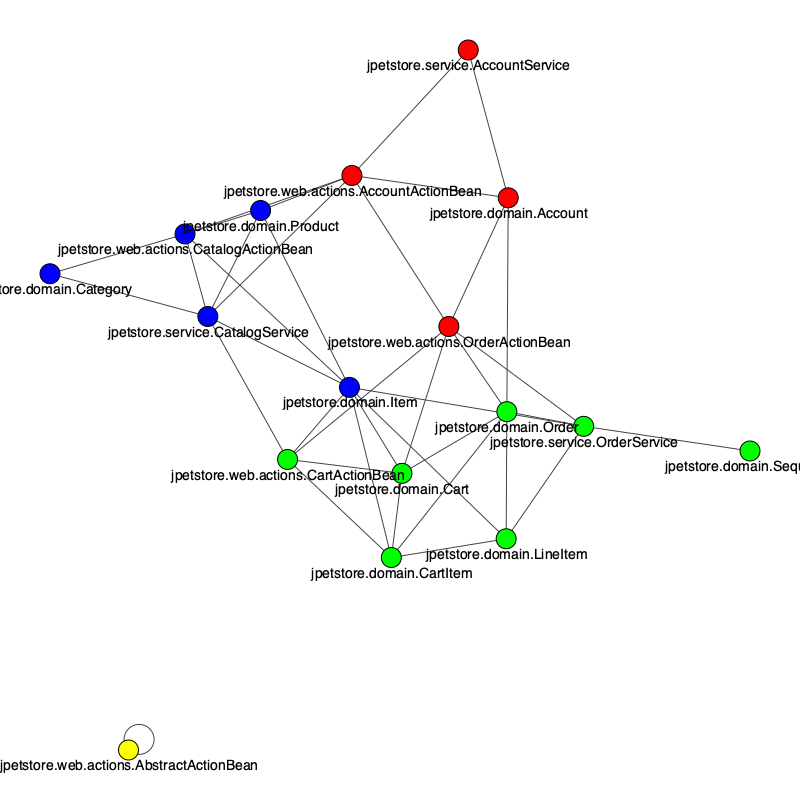 jpetstore.service.AccountService
jpetstore.web.actions.AccountActionBean
jpetstore.domain.Account
jpetstore.domain.Product
jpetstore.web.actions.CatalogActionBean
tore.domain.Category
jpetstore.service.CatalogService
jpetstore.web.actions.OrderActionBean
jpetstore.domain.Item
jpetstore.domain.Order
jpetstore.service.OrderService
jpetstore.domain.Sequ
jpetstore.web.actions.CartActionBean
jpetstore.domain.Cart
jpetstore.domain.LineItem
jpetstore.domain.CartItem
jpetstore.web.actions.AbstractActionBean